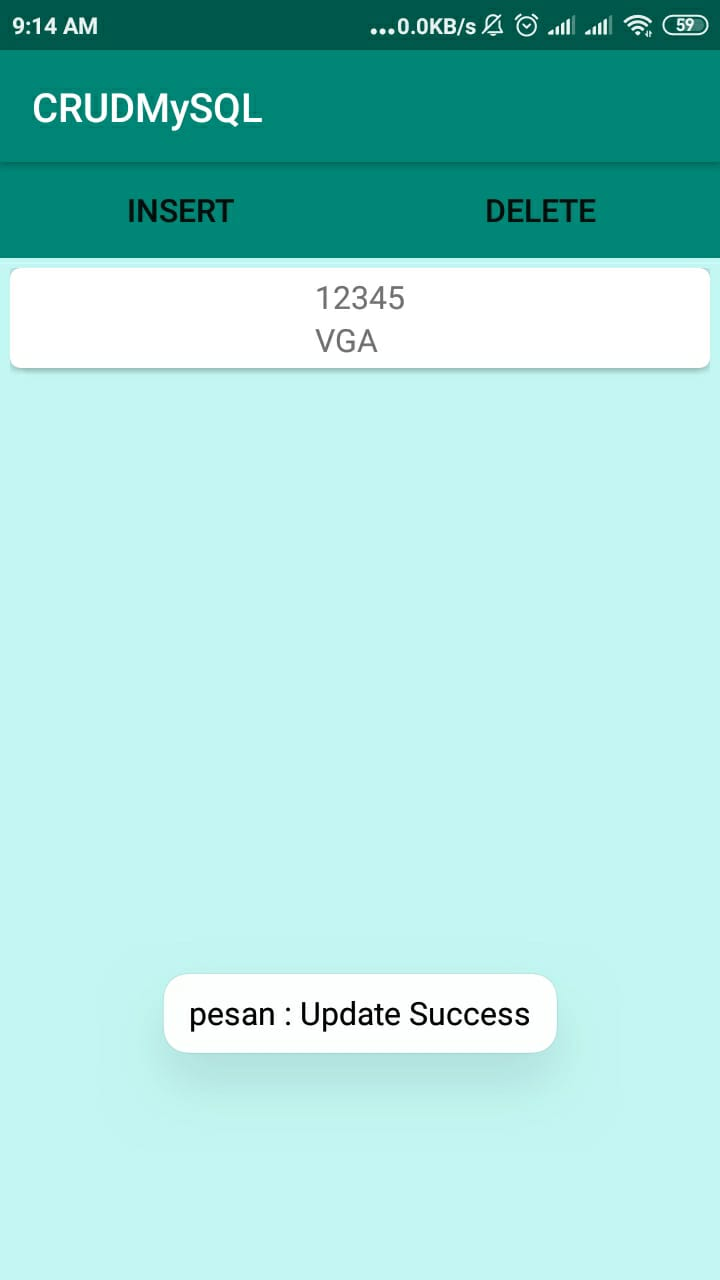 9:14 AM ...0.0KB/s 59
CRUDMySQL
INSERT DELETE
12345
VGA
pesan : Update Success